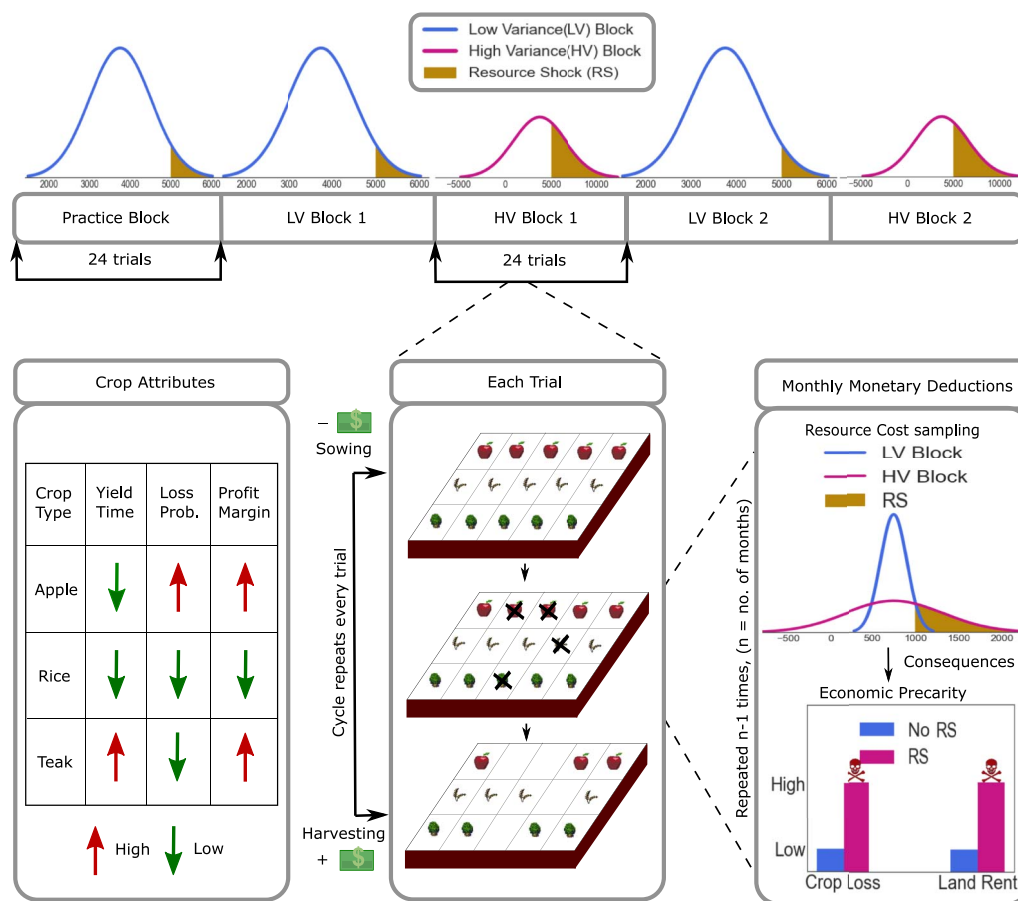 Low Variance(LV) Block
High Variance(HV) Block
Resource Shock (RS)
2000 3000 4000 5000 6000
2000 3000 4000 5000 6000
-5000 0 5000 10000
2000 3000 4000 5000 6000
-5000 0 5000 10000
Practice Block
LV Block 1
HV Block 1
LV Block 2
HV Block 2
24 trials
24 trials
Crop Attributes
Crop Type
Yield Time
Loss Prob.
Profit Margin
Apple
Rice
Teak
High
Low
Each Trial
– $
Sowing
Cycle repeats every trial
Harvesting
+ $
Monthly Monetary Deductions
Repeated n-1 times, (n = no. of months)
Resource Cost sampling
LV Block
HV Block
RS
-500 0 500 1000 1500 2000
Consequences
Economic Precarity
No RS
RS
High
Low
Crop Loss
Land Rent